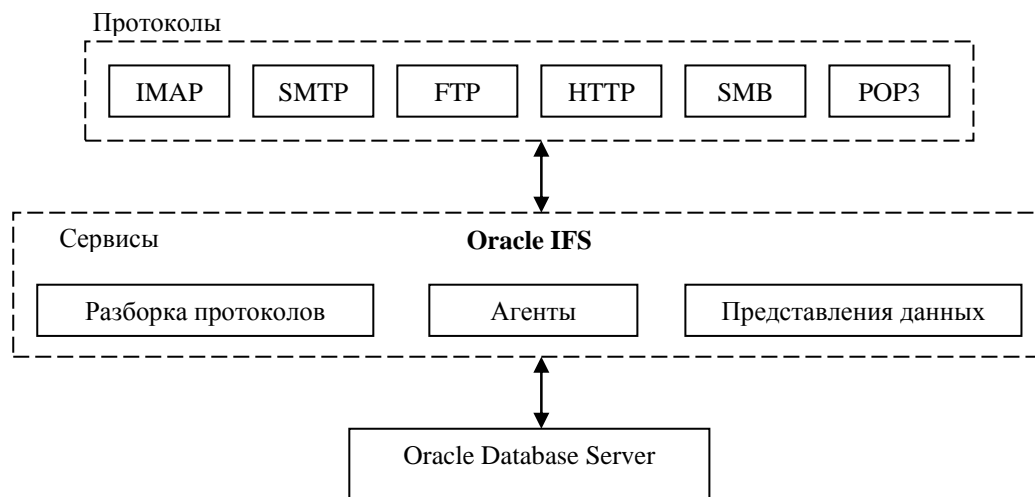 Протоколы
IMAP
SMTP
FTP
HTTP
SMB
POP3
Сервисы
Oracle IFS
Разборка протоколов
Агенты
Представления данных
Oracle Database Server